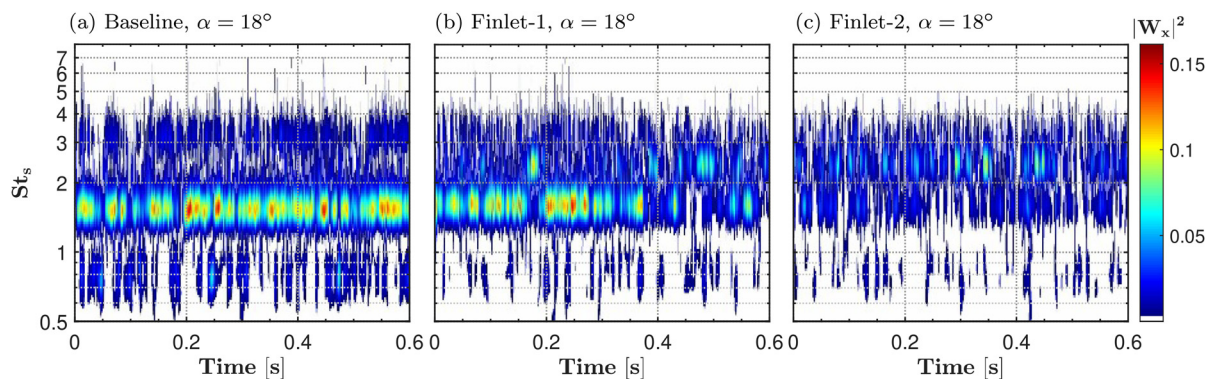 (a) Baseline, α = 18°
(b) Finlet-1, α = 18°
(c) Finlet-2, α = 18°
|Wₓ|²
7
6
5
4
3
2
1
0.5
Stₛ
0 0.2 0.4 0.6
0 0.2 0.4 0.6
0 0.2 0.4 0.6
Time [s]
Time [s]
Time [s]
0.15
0.1
0.05